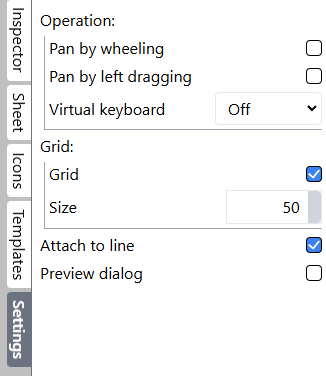 Inspector
Sheet
Icons
Templates
Settings
Operation:
Pan by wheeling
Pan by left dragging
Virtual keyboard Off
Grid:
Grid
Size 50
Attach to line
Preview dialog